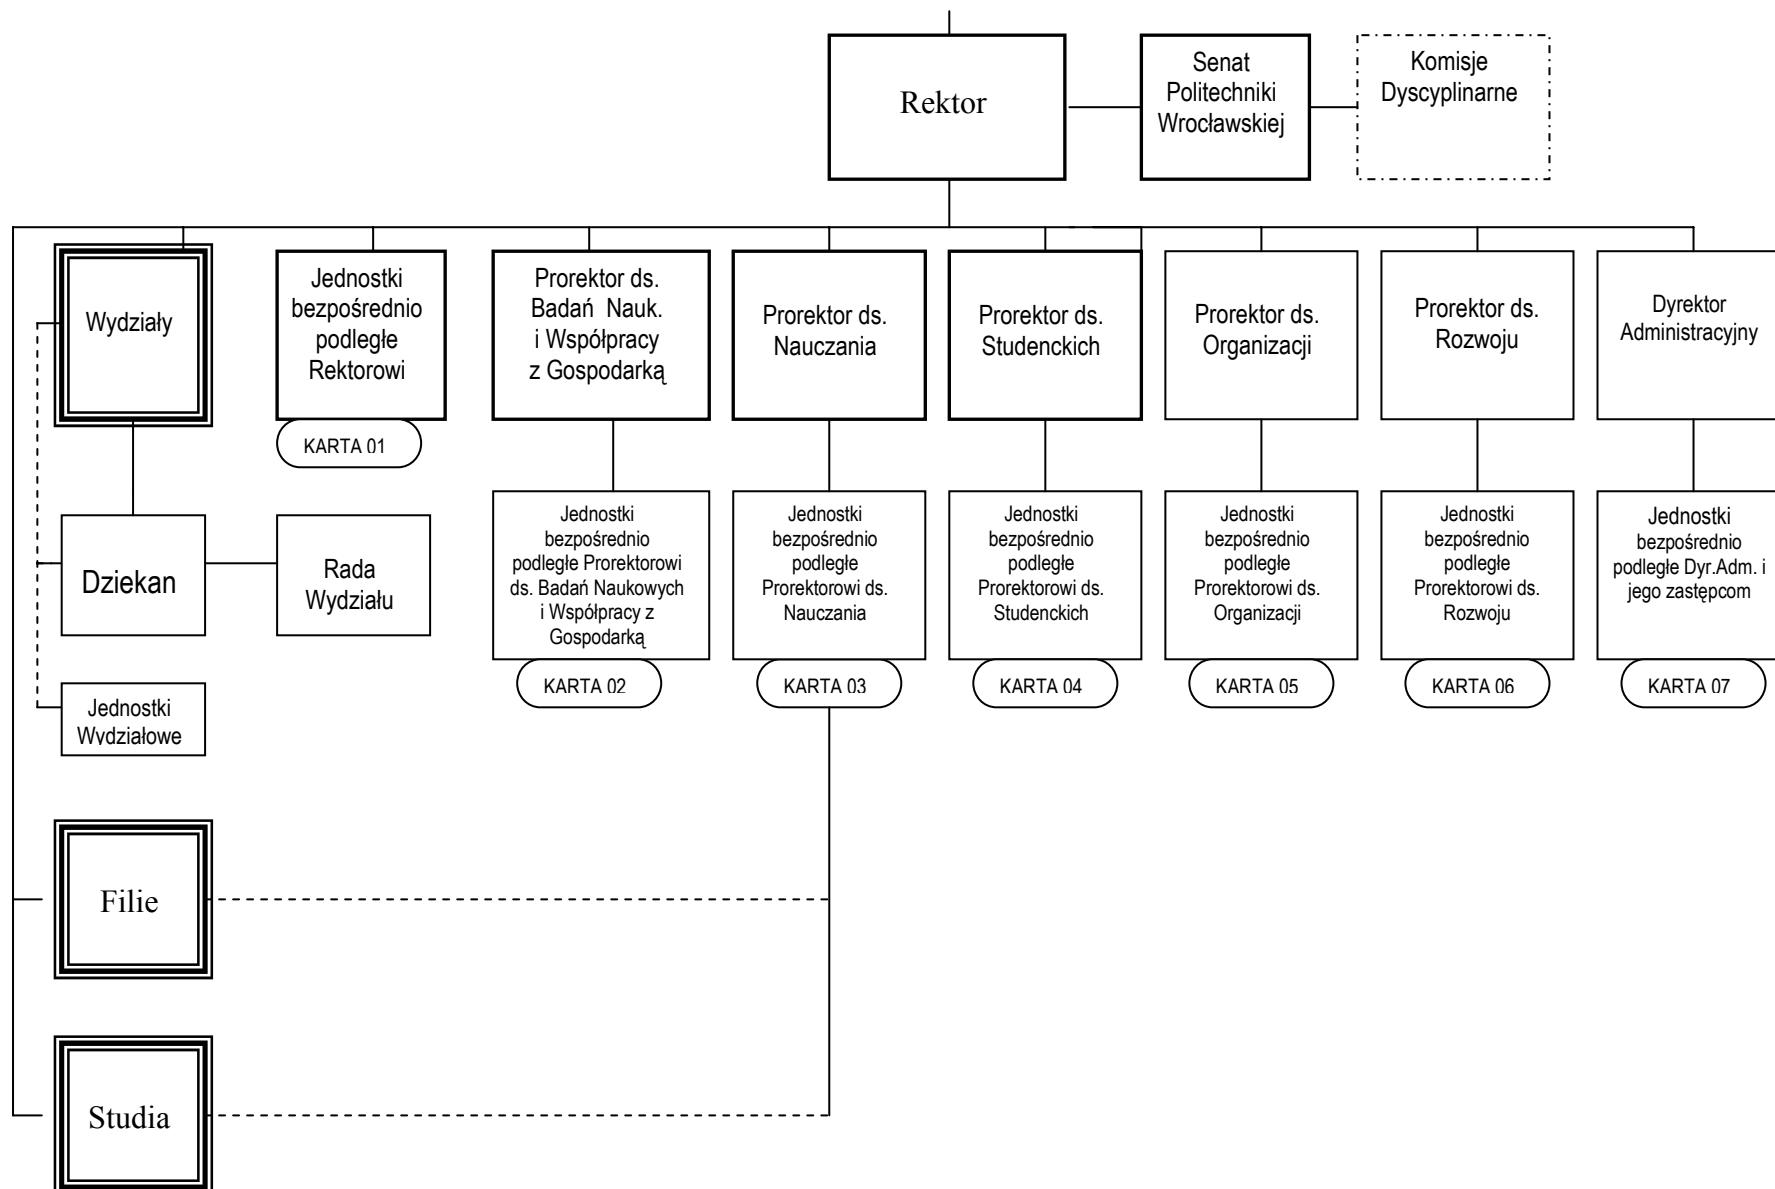 Rektor
Senat
Politechniki
Wrocławskiej
Komisje
Dyscyplinarne
Wydziały
Jednostki
bezpośrednio
podległe
Rektorowi
KARTA 01
Prorektor ds.
Badań Nauk.
i Współpracy
z Gospodarką
Prorektor ds.
Nauczania
Prorektor ds.
Studenckich
Prorektor ds.
Organizacji
Prorektor ds.
Rozwoju
Dyrektor
Administracyjny
Dziekan
Rada
Wydziału
Jednostki
bezpośrednio
podległe Prorektorowi
ds. Badań Naukowych
i Współpracy z
Gospodarką
KARTA 02
Jednostki
bezpośrednio
podległe
Prorektorowi ds.
Nauczania
KARTA 03
Jednostki
bezpośrednio
podległe
Prorektorowi ds.
Studenckich
KARTA 04
Jednostki
bezpośrednio
podległe
Prorektorowi ds.
Organizacji
KARTA 05
Jednostki
bezpośrednio
podległe
Prorektorowi ds.
Rozwoju
KARTA 06
Jednostki
bezpośrednio
podległe Dyr.Adm. i
jego zastępcom
KARTA 07
Jednostki
Wydziałowe
Filie
Studia